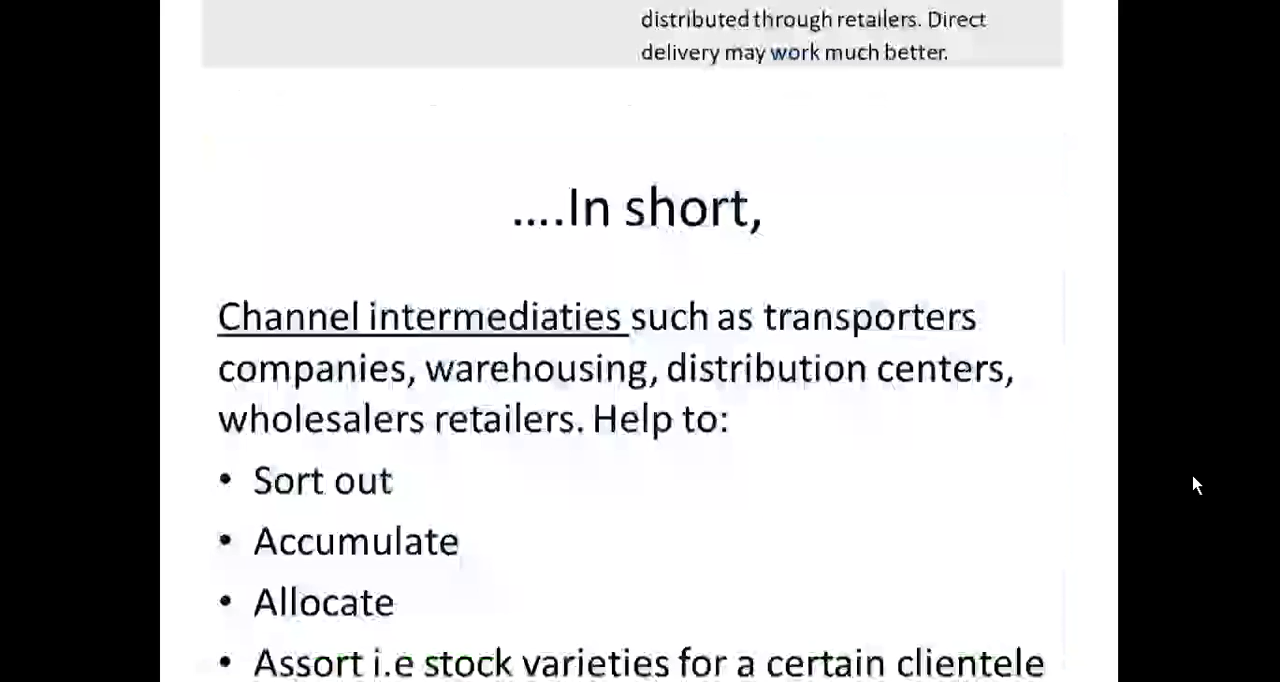 distributed through retailers. Direct
delivery may work much better.
....In short,
Channel intermediaties such as transporters
companies, warehousing, distribution centers,
wholesalers retailers. Help to:
• Sort out
• Accumulate
• Allocate
• Assort i.e stock varieties for a certain clientele